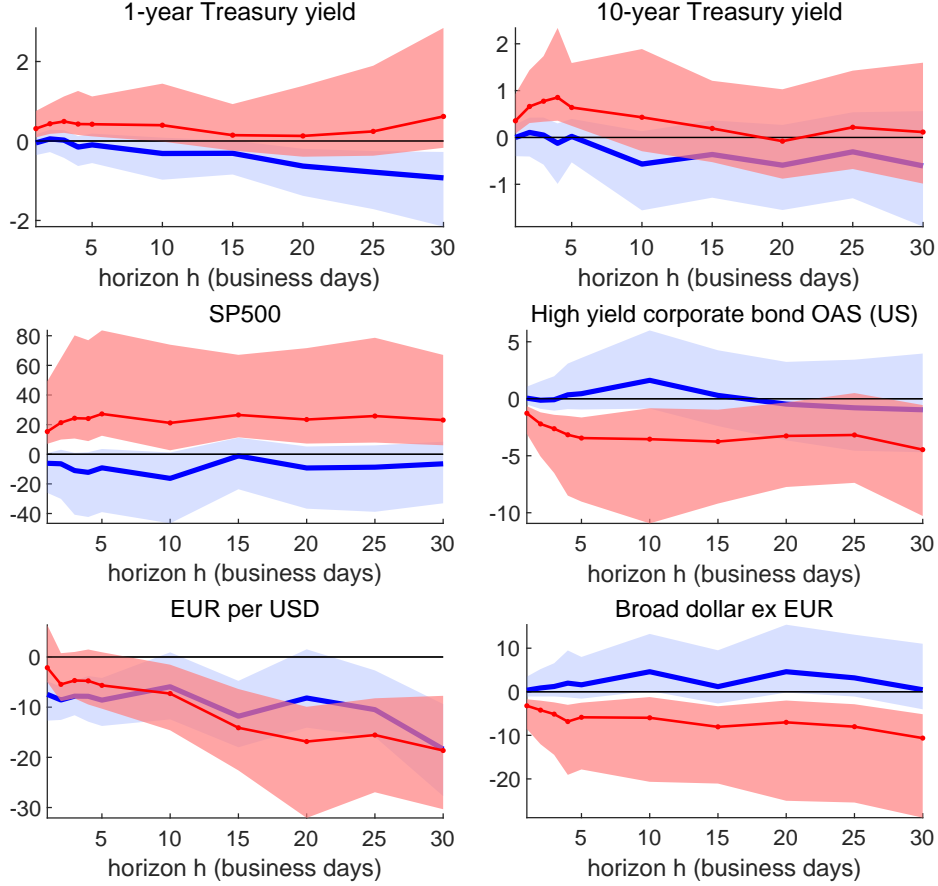 1-year Treasury yield
2
0
-2
5 10 15 20 25 30
horizon h (business days)
10-year Treasury yield
2
1
0
-1
5 10 15 20 25 30
horizon h (business days)
SP500
80
60
40
20
0
-20
-40
5 10 15 20 25 30
horizon h (business days)
High yield corporate bond OAS (US)
5
0
-5
-10
5 10 15 20 25 30
horizon h (business days)
EUR per USD
0
-10
-20
-30
5 10 15 20 25 30
horizon h (business days)
Broad dollar ex EUR
10
0
-10
-20
5 10 15 20 25 30
horizon h (business days)